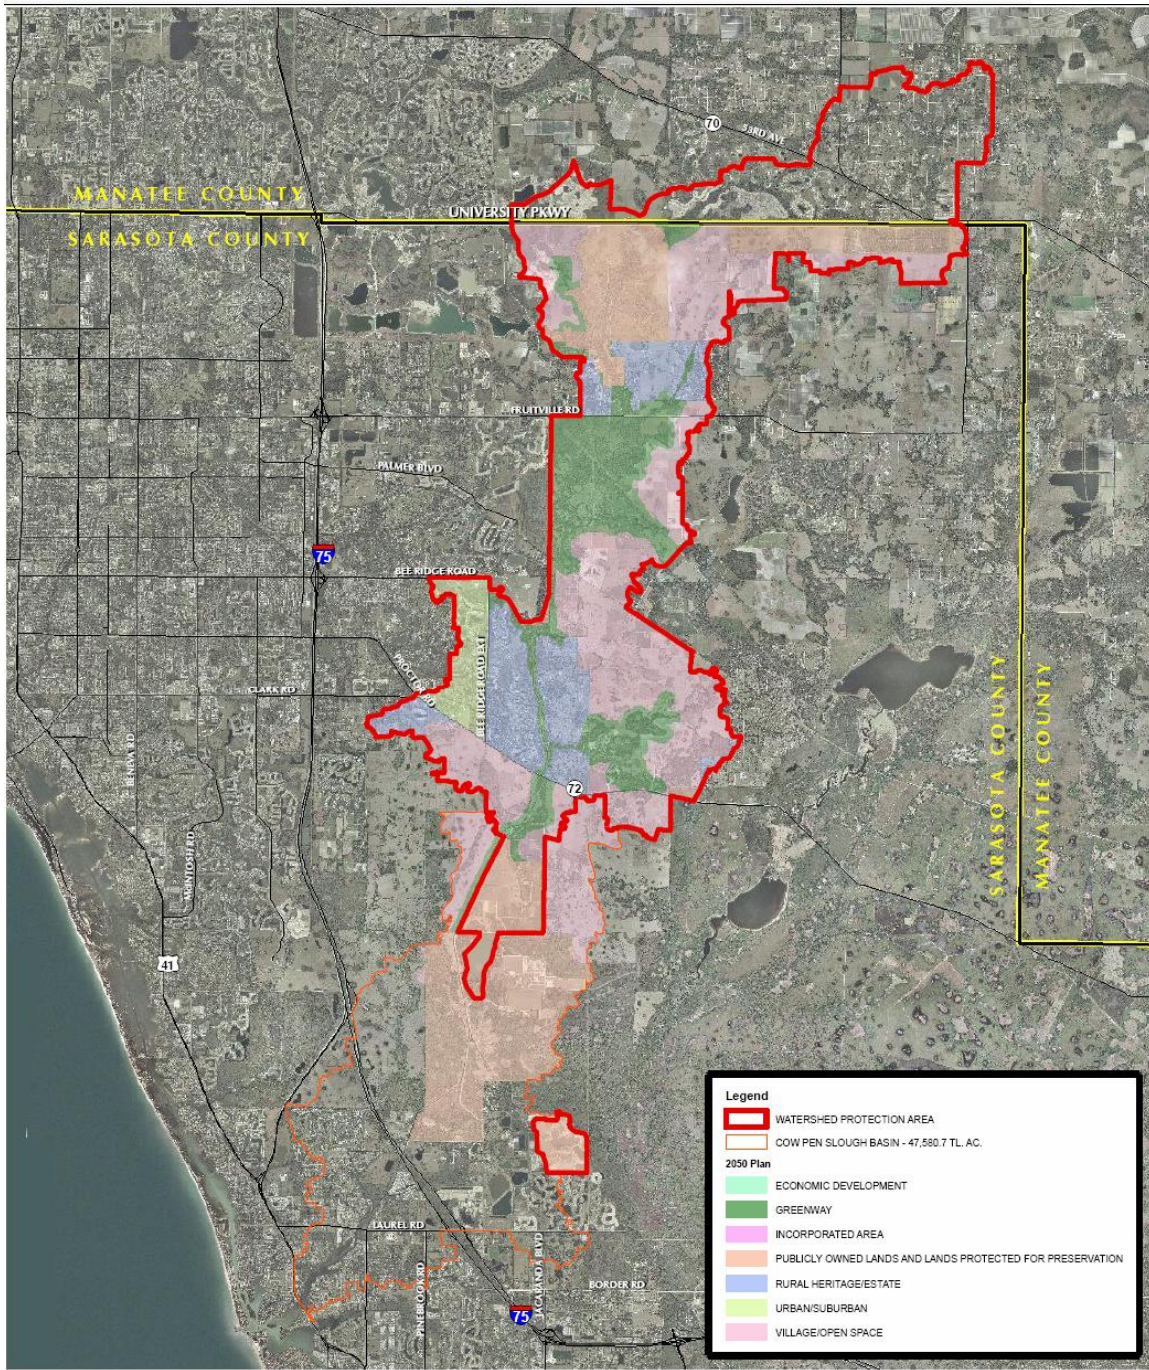 70
53RD AVE
MANATEE COUNTY
UNIVERSITY PKWY
SARASOTA COUNTY
FRUITVILLE RD
PALMER BLVD
75
BEE RIDGE ROAD
PROCTOR RD
BEE RIDGE ROAD EXT
CLARK RD
SARASOTA COUNTY
MANATEE COUNTY
BENEVA RD
72
MCINTOSH RD
41
LAUREL RD
PINEBROOK RD
JACARANDA BLVD
BORDER RD
75
Legend
WATERSHED PROTECTION AREA
COW PEN SLOUGH BASIN - 47,580.7 TL. AC.
2050 Plan
ECONOMIC DEVELOPMENT
GREENWAY
INCORPORATED AREA
PUBLICLY OWNED LANDS AND LANDS PROTECTED FOR PRESERVATION
RURAL HERITAGE/ESTATE
URBAN/SUBURBAN
VILLAGE/OPEN SPACE